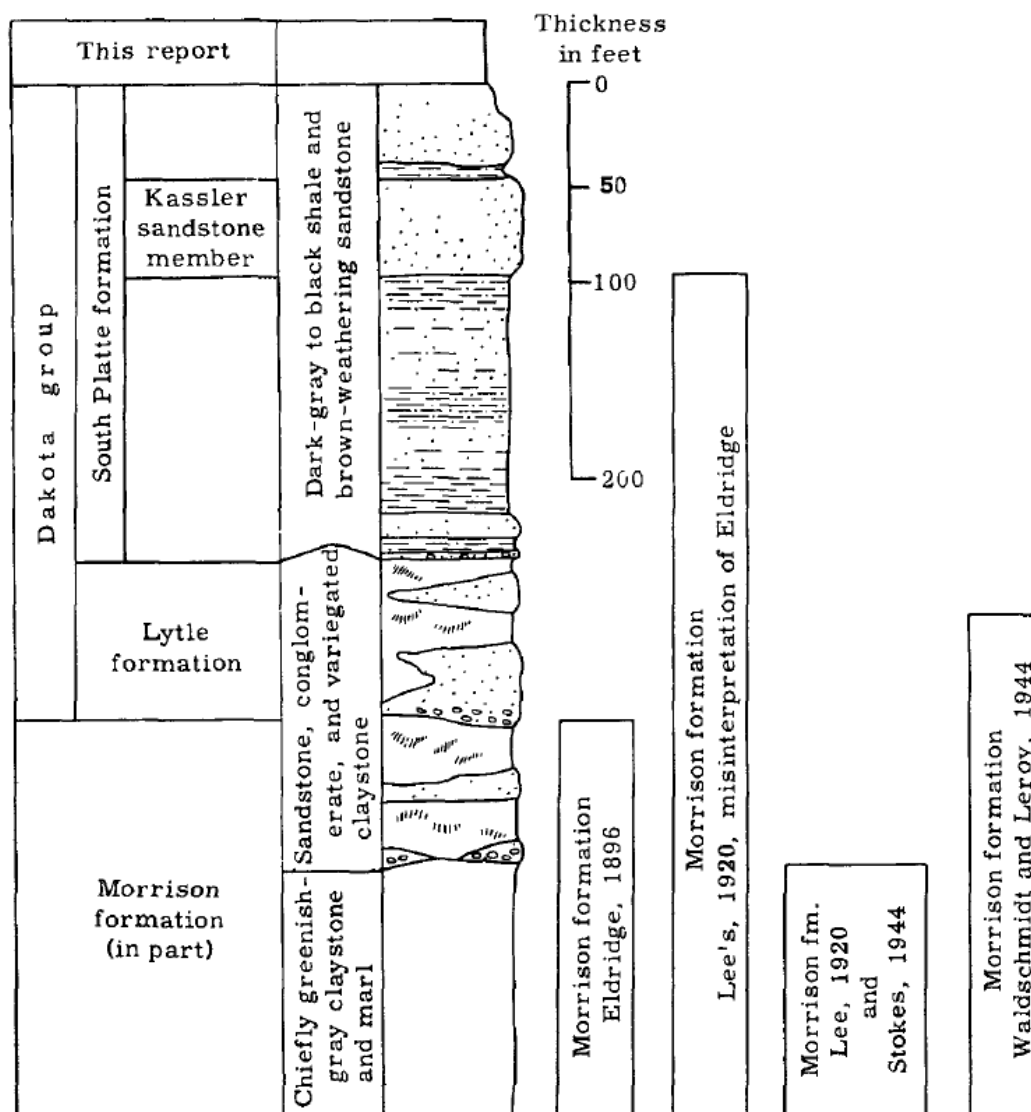 This report
Thickness
in feet
0
50
100
200
Dakota group
South Platte formation
Kassler
sandstone
member
Dark-gray to black shale and
brown-weathering sandstone
Lytle
formation
Sandstone, conglom-
erate, and variegated
claystone
Morrison
formation
(in part)
Chiefly greenish-
gray claystone
and marl
Morrison formation
Eldridge, 1896
Morrison formation
Lee's, 1920, misinterpretation of Eldridge
Morrison fm.
Lee, 1920
and
Stokes, 1944
Morrison formation
Waldschmidt and Leroy, 1944